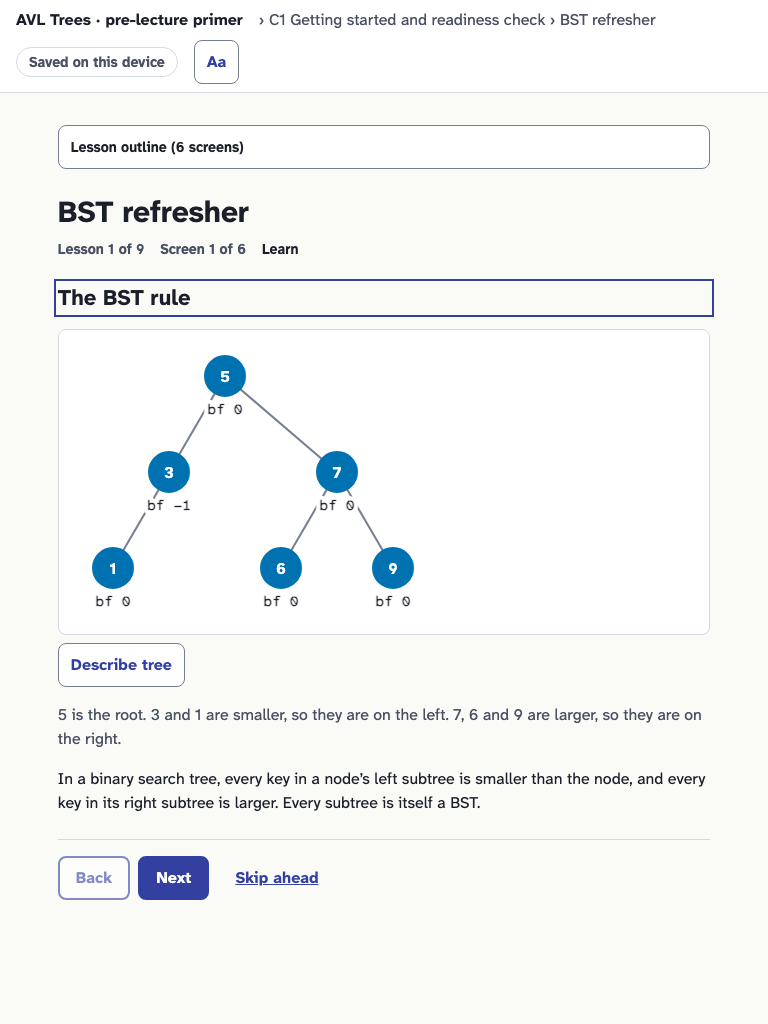 AVL Trees · pre-lecture primer › C1 Getting started and readiness check › BST refresher
Saved on this device Aa
Lesson outline (6 screens)
BST refresher
Lesson 1 of 9 Screen 1 of 6 Learn
The BST rule
5
bf 0
3 7
bf −1 bf 0
1 6 9
bf 0 bf 0 bf 0
Describe tree
5 is the root. 3 and 1 are smaller, so they are on the left. 7, 6 and 9 are larger, so they are on
the right.
In a binary search tree, every key in a node’s left subtree is smaller than the node, and every
key in its right subtree is larger. Every subtree is itself a BST.
Back Next Skip ahead